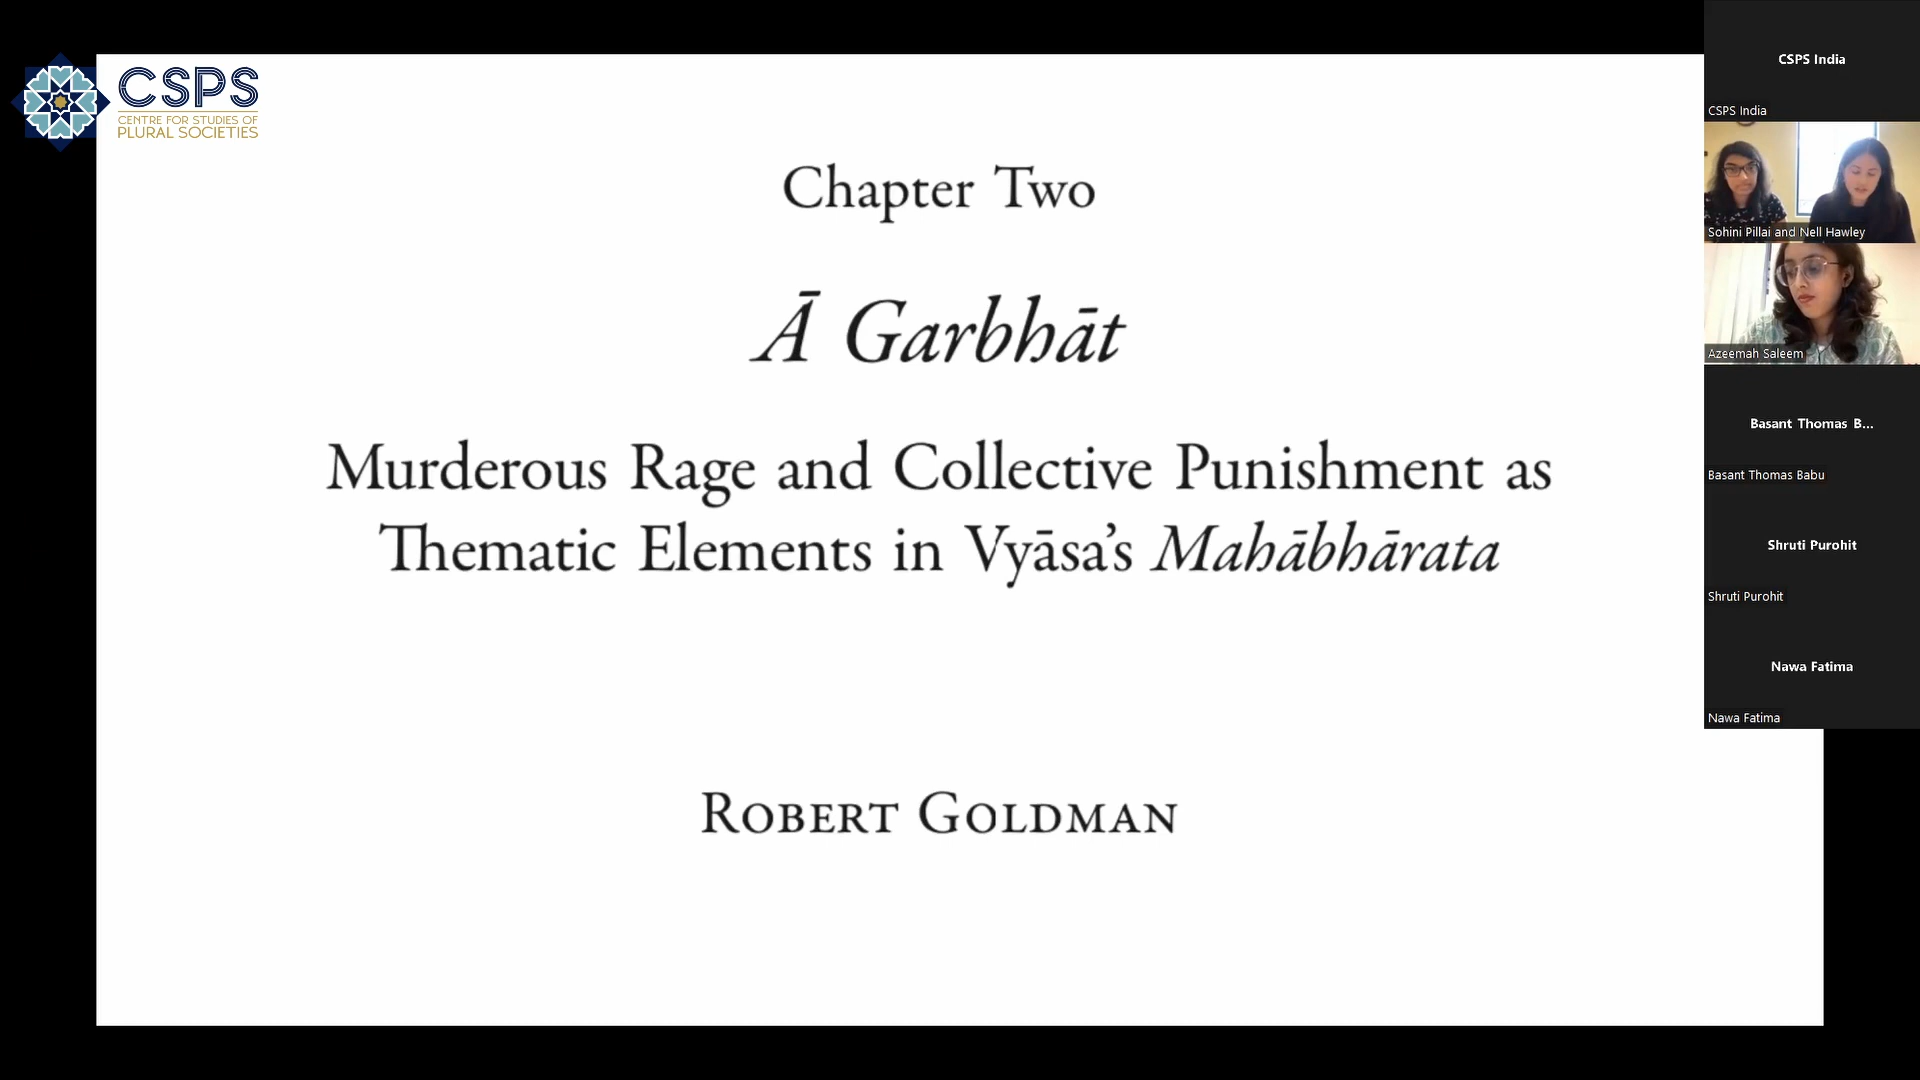 CSPS
CENTRE FOR STUDIES OF
PLURAL SOCIETIES
Chapter Two
Ā Garbhāt
Murderous Rage and Collective Punishment as
Thematic Elements in Vyāsa’s Mahābhārata
ROBERT GOLDMAN
CSPS India
CSPS India
Sohini Pillai and Nell Hawley
Azeemah Saleem
Basant Thomas B...
Basant Thomas Babu
Shruti Purohit
Shruti Purohit
Nawa Fatima
Nawa Fatima